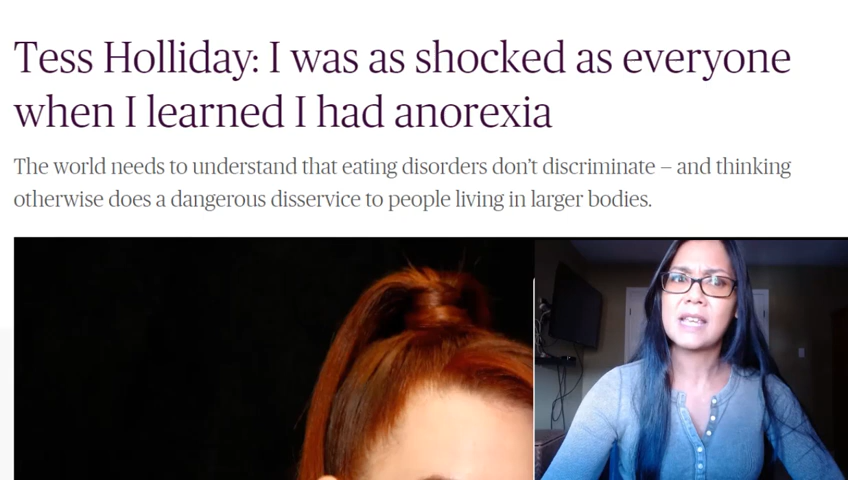 Tess Holliday: I was as shocked as everyone
when I learned I had anorexia
The world needs to understand that eating disorders don’t discriminate – and thinking
otherwise does a dangerous disservice to people living in larger bodies.